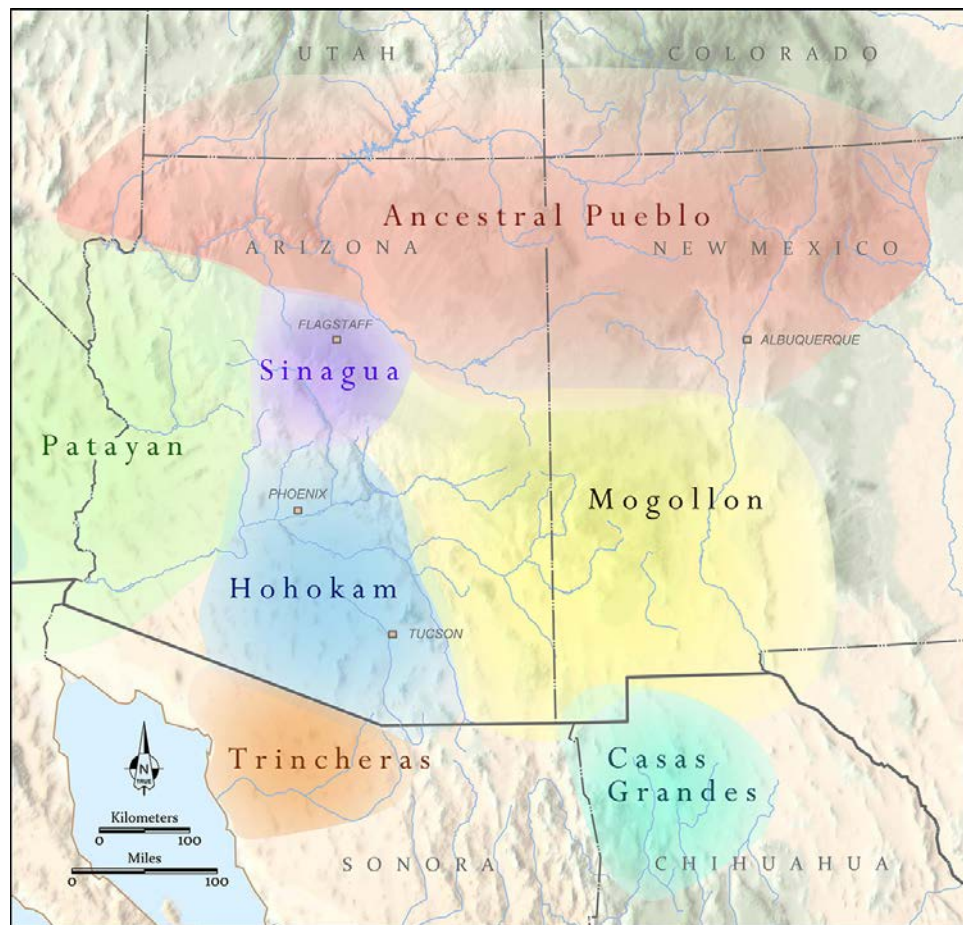 UTAH
COLORADO
Ancestral Pueblo
ARIZONA
NEW MEXICO
FLAGSTAFF
ALBUQUERQUE
Sinagua
Patayan
PHOENIX
Mogollon
Hohokam
TUCSON
Trincheras
Casas
Grandes
N
TRUE
Kilometers
0 100
Miles
0 100
SONORA
CHIHUAHUA